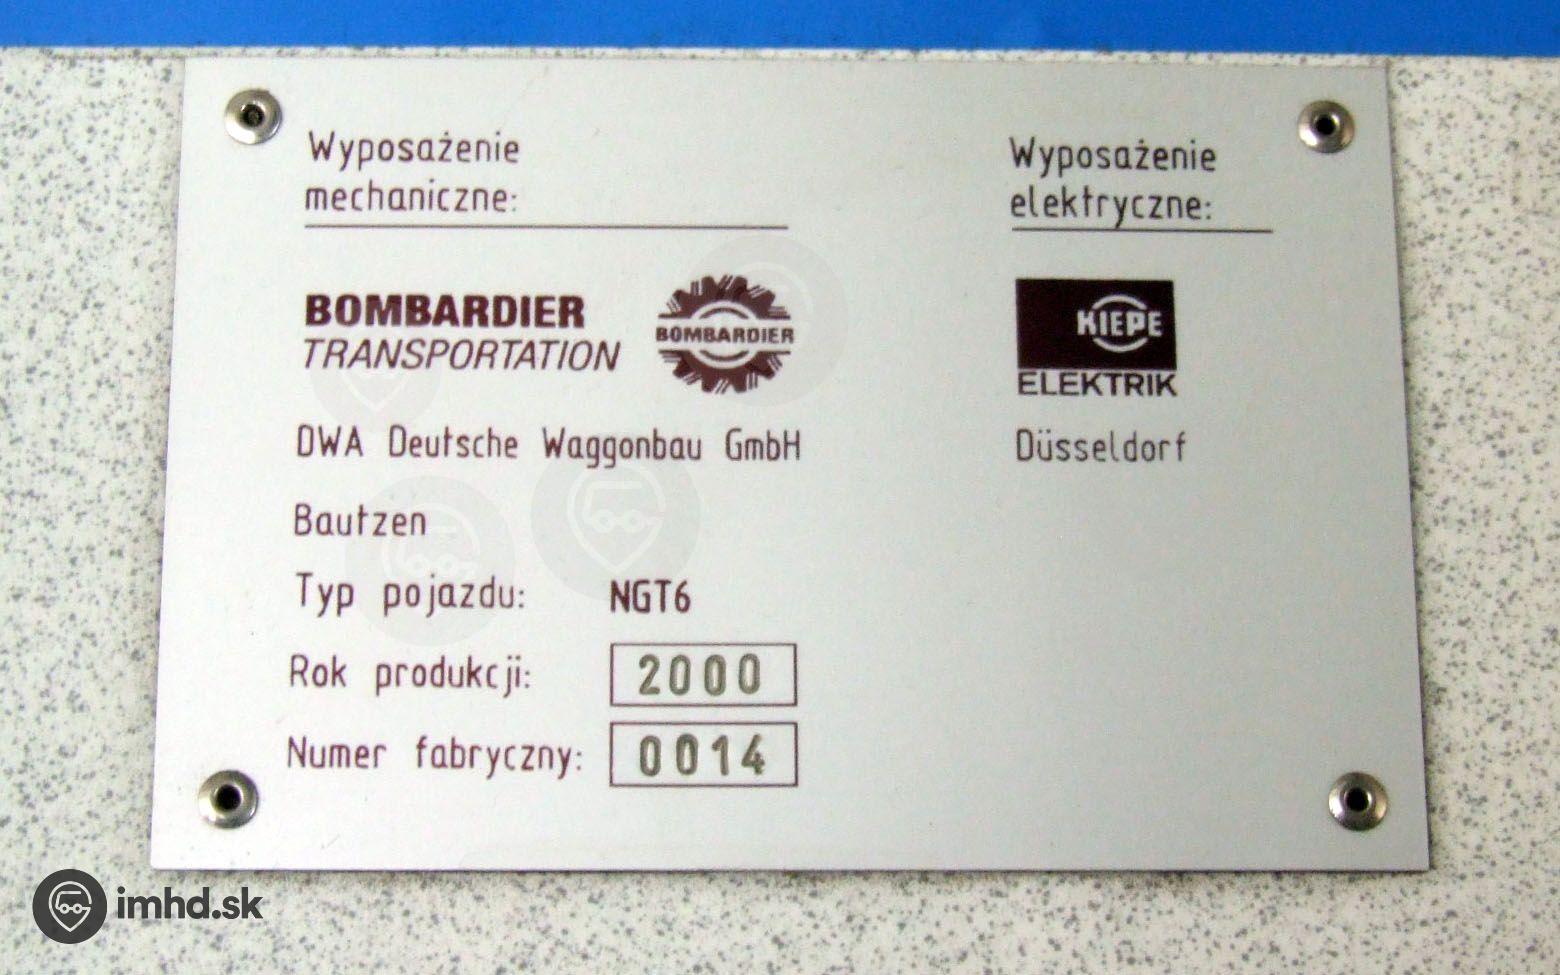 Wyposażenie
mechaniczne:
BOMBARDIER
TRANSPORTATION
BOMBARDIER
DWA Deutsche Waggonbau GmbH
Bautzen
Typ pojazdu: NGT6
Rok produkcji: 2000
Numer fabryczny: 0014
Wyposażenie
elektryczne:
KIEPE
ELEKTRIK
Düsseldorf
imhd.sk